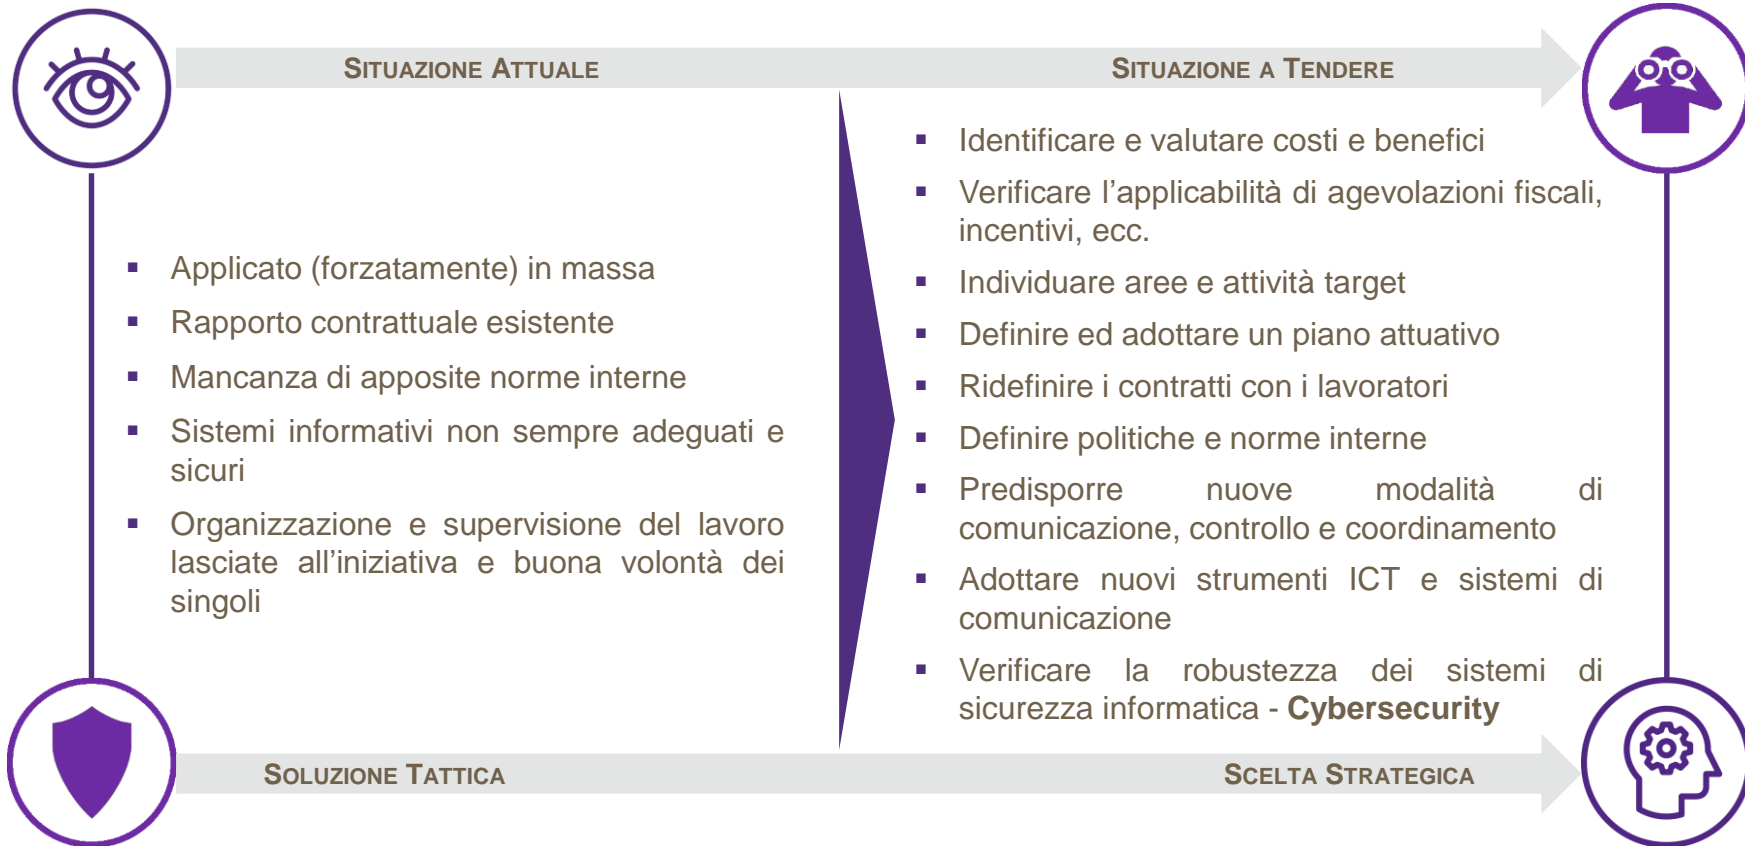 SITUAZIONE ATTUALE
SITUAZIONE A TENDERE
▪ Applicato (forzatamente) in massa
▪ Rapporto contrattuale esistente
▪ Mancanza di apposite norme interne
▪ Sistemi informativi non sempre adeguati e
sicuri
▪ Organizzazione e supervisione del lavoro
lasciate all’iniziativa e buona volontà dei
singoli
▪ Identificare e valutare costi e benefici
▪ Verificare l’applicabilità di agevolazioni fiscali,
incentivi, ecc.
▪ Individuare aree e attività target
▪ Definire ed adottare un piano attuativo
▪ Ridefinire i contratti con i lavoratori
▪ Definire politiche e norme interne
▪ Predisporre nuove modalità di
comunicazione, controllo e coordinamento
▪ Adottare nuovi strumenti ICT e sistemi di
comunicazione
▪ Verificare la robustezza dei sistemi di
sicurezza informatica - Cybersecurity
SOLUZIONE TATTICA
SCELTA STRATEGICA